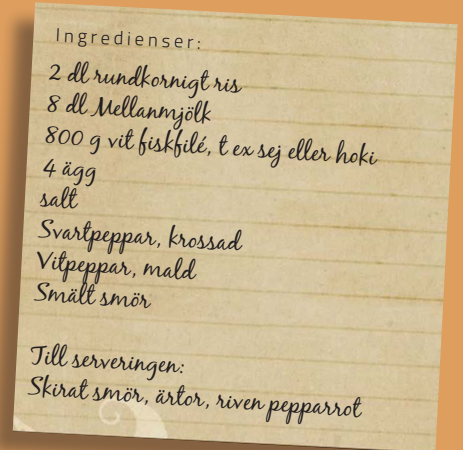 Ingredienser:
2 dl rundkornigt ris
8 dl Mellanmjölk
800 g vit fiskfilé, t ex sej eller hoki
4 ägg
salt
Svartpeppar, krossad
Vitpeppar, mald
Smält smör
Till serveringen:
Skirat smör, ärtor, riven pepparrot